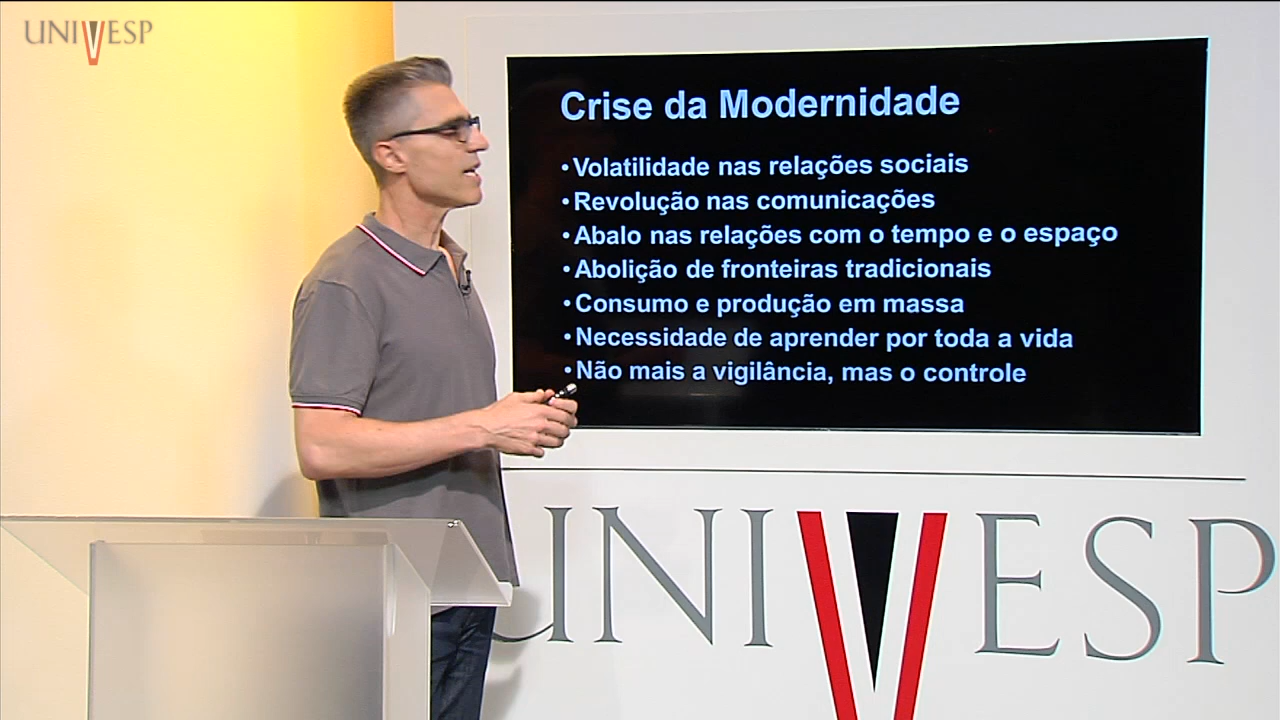 UNIVESP
Crise da Modernidade
•Volatilidade nas relações sociais
•Revolução nas comunicações
•Abalo nas relações com o tempo e o espaço
•Abolição de fronteiras tradicionais
•Consumo e produção em massa
•Necessidade de aprender por toda a vida
•Não mais a vigilância, mas o controle
UNIVESP